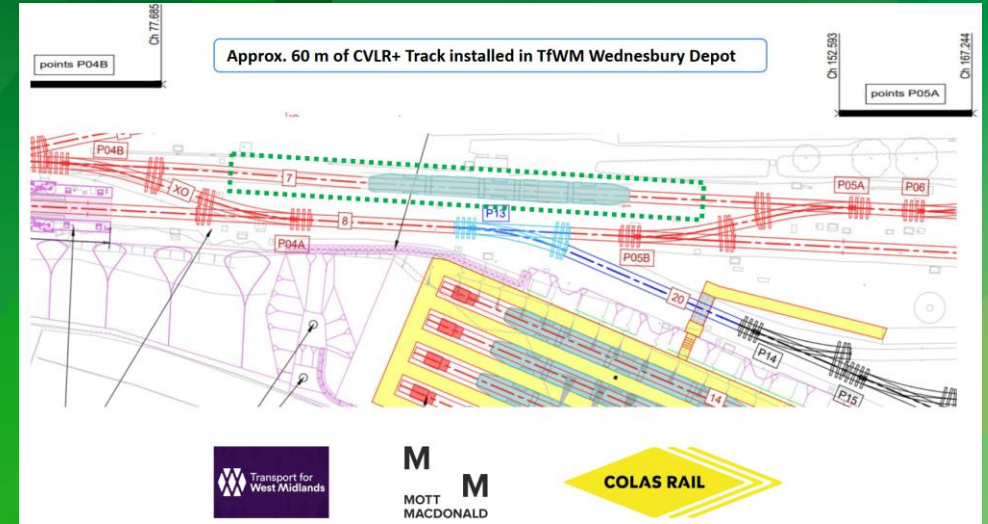 points P04B
Ch 77.685
Approx. 60 m of CVLR+ Track installed in TfWM Wednesbury Depot
Ch 152.593
points P05A
Ch 167.244
P04B
7
XO
P13
P05A
P06
8
P04A
P05B
20
P14
14
P15
Transport for
West Midlands
M
M
MOTT
MACDONALD
COLAS RAIL